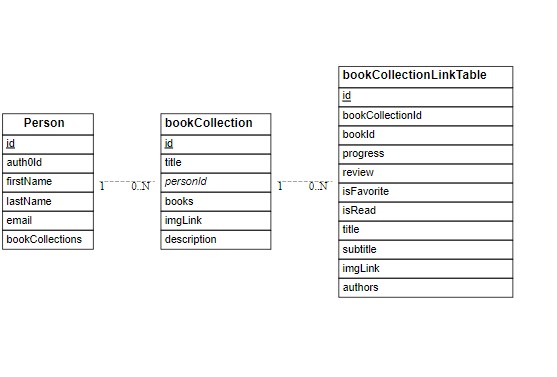 Person
id
auth0Id
firstName
lastName
email
bookCollections
1 0..N
bookCollection
id
title
personId
books
imgLink
description
1 0..N
bookCollectionLinkTable
id
bookCollectionId
bookId
progress
review
isFavorite
isRead
title
subtitle
imgLink
authors